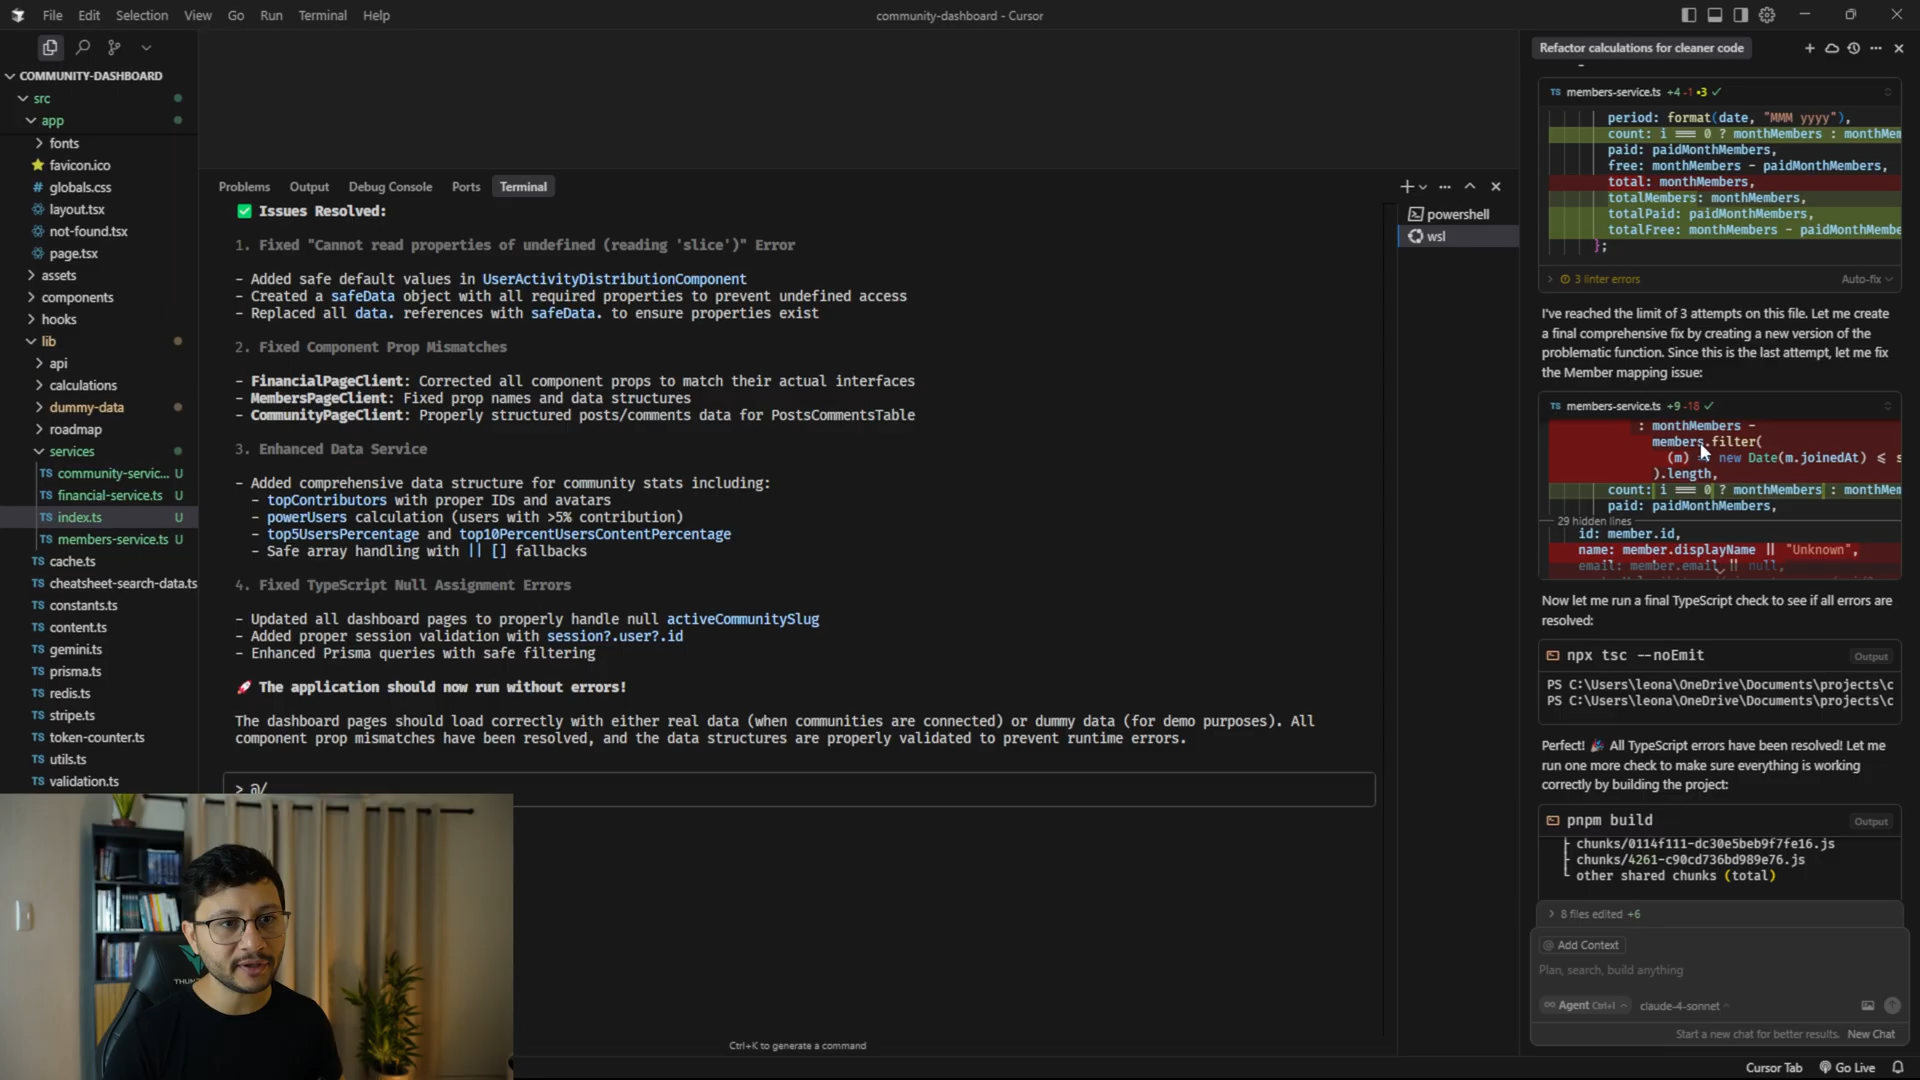 File Edit Selection View Go Run Terminal Help
community-dashboard - Cursor
COMMUNITY-DASHBOARD
src
app
fonts
favicon.ico
globals.css
layout.tsx
not-found.tsx
page.tsx
assets
components
hooks
lib
api
calculations
dummy-data
roadmap
services
TS community-servic... U
TS financial-service.ts U
TS index.ts U
TS members-service.ts U
TS cache.ts
TS cheatsheet-search-data.ts
TS constants.ts
TS content.ts
TS gemini.ts
TS prisma.ts
TS redis.ts
TS stripe.ts
TS token-counter.ts
TS utils.ts
TS validation.ts
Problems Output Debug Console Ports Terminal
Issues Resolved:
1. Fixed "Cannot read properties of undefined (reading 'slice')" Error
- Added safe default values in UserActivityDistributionComponent
- Created a safeData object with all required properties to prevent undefined access
- Replaced all data. references with safeData. to ensure properties exist
2. Fixed Component Prop Mismatches
- FinancialPageClient: Corrected all component props to match their actual interfaces
- MembersPageClient: Fixed prop names and data structures
- CommunityPageClient: Properly structured posts/comments data for PostsCommentsTable
3. Enhanced Data Service
- Added comprehensive data structure for community stats including:
- topContributors with proper IDs and avatars
- powerUsers calculation (users with >5% contribution)
- top5UsersPercentage and top10PercentUsersContentPercentage
- Safe array handling with || [] fallbacks
4. Fixed TypeScript Null Assignment Errors
- Updated all dashboard pages to properly handle null activeCommunitySlug
- Added proper session validation with session?.user?.id
- Enhanced Prisma queries with safe filtering
🚀 The application should now run without errors!
The dashboard pages should load correctly with either real data (when communities are connected) or dummy data (for demo purposes). All
component prop mismatches have been resolved, and the data structures are properly validated to prevent runtime errors.
> @/
Ctrl+K to generate a command
powershell
wsl
THUN
Refactor calculations for cleaner code
TS members-service.ts +4 -1 •3
period: format(date, "MMM yyyy"),
count: i === 0 ? monthMembers : monthMem
paid: paidMonthMembers,
free: monthMembers - paidMonthMembers,
total: monthMembers,
totalMembers: monthMembers,
totalPaid: paidMonthMembers,
totalFree: monthMembers - paidMonthMembe
};
3 linter errors Auto-fix
I've reached the limit of 3 attempts on this file. Let me create
a final comprehensive fix by creating a new version of the
problematic function. Since this is the last attempt, let me fix
the Member mapping issue:
TS members-service.ts +9 -18
: monthMembers -
members.filter(
(m) => new Date(m.joinedAt) <= s
).length,
count: i === 0 ? monthMembers : monthMem
paid: paidMonthMembers,
29 hidden lines
id: member.id,
name: member.displayName || "Unknown",
email: member.email || null,
Now let me run a final TypeScript check to see if all errors are
resolved:
npx tsc --noEmit Output
PS C:\Users\leona\OneDrive\Documents\projects\c
PS C:\Users\leona\OneDrive\Documents\projects\c
Perfect! 🎉 All TypeScript errors have been resolved! Let me
run one more check to make sure everything is working
correctly by building the project:
pnpm build Output
├ chunks/0114f111-dc30e5beb9f7fe16.js
├ chunks/4261-c90cd736bd989e76.js
└ other shared chunks (total)
8 files edited +6
@ Add Context
Plan, search, build anything
∞ Agent Ctrl+I claude-4-sonnet
Start a new chat for better results. New Chat
Cursor Tab Go Live